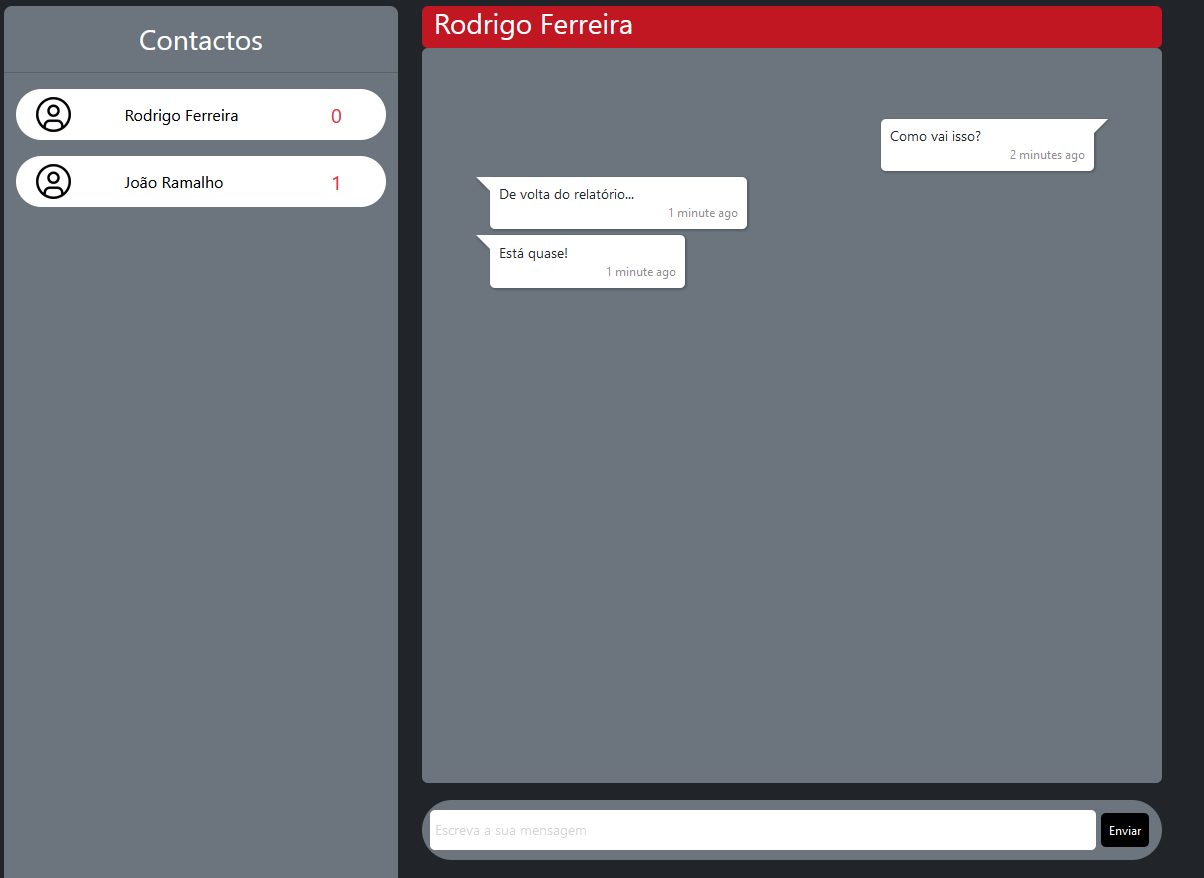 Contactos
Rodrigo Ferreira 0
João Ramalho 1
Rodrigo Ferreira
Como vai isso?
2 minutes ago
De volta do relatório...
1 minute ago
Está quase!
1 minute ago
Escreva a sua mensagem
Enviar